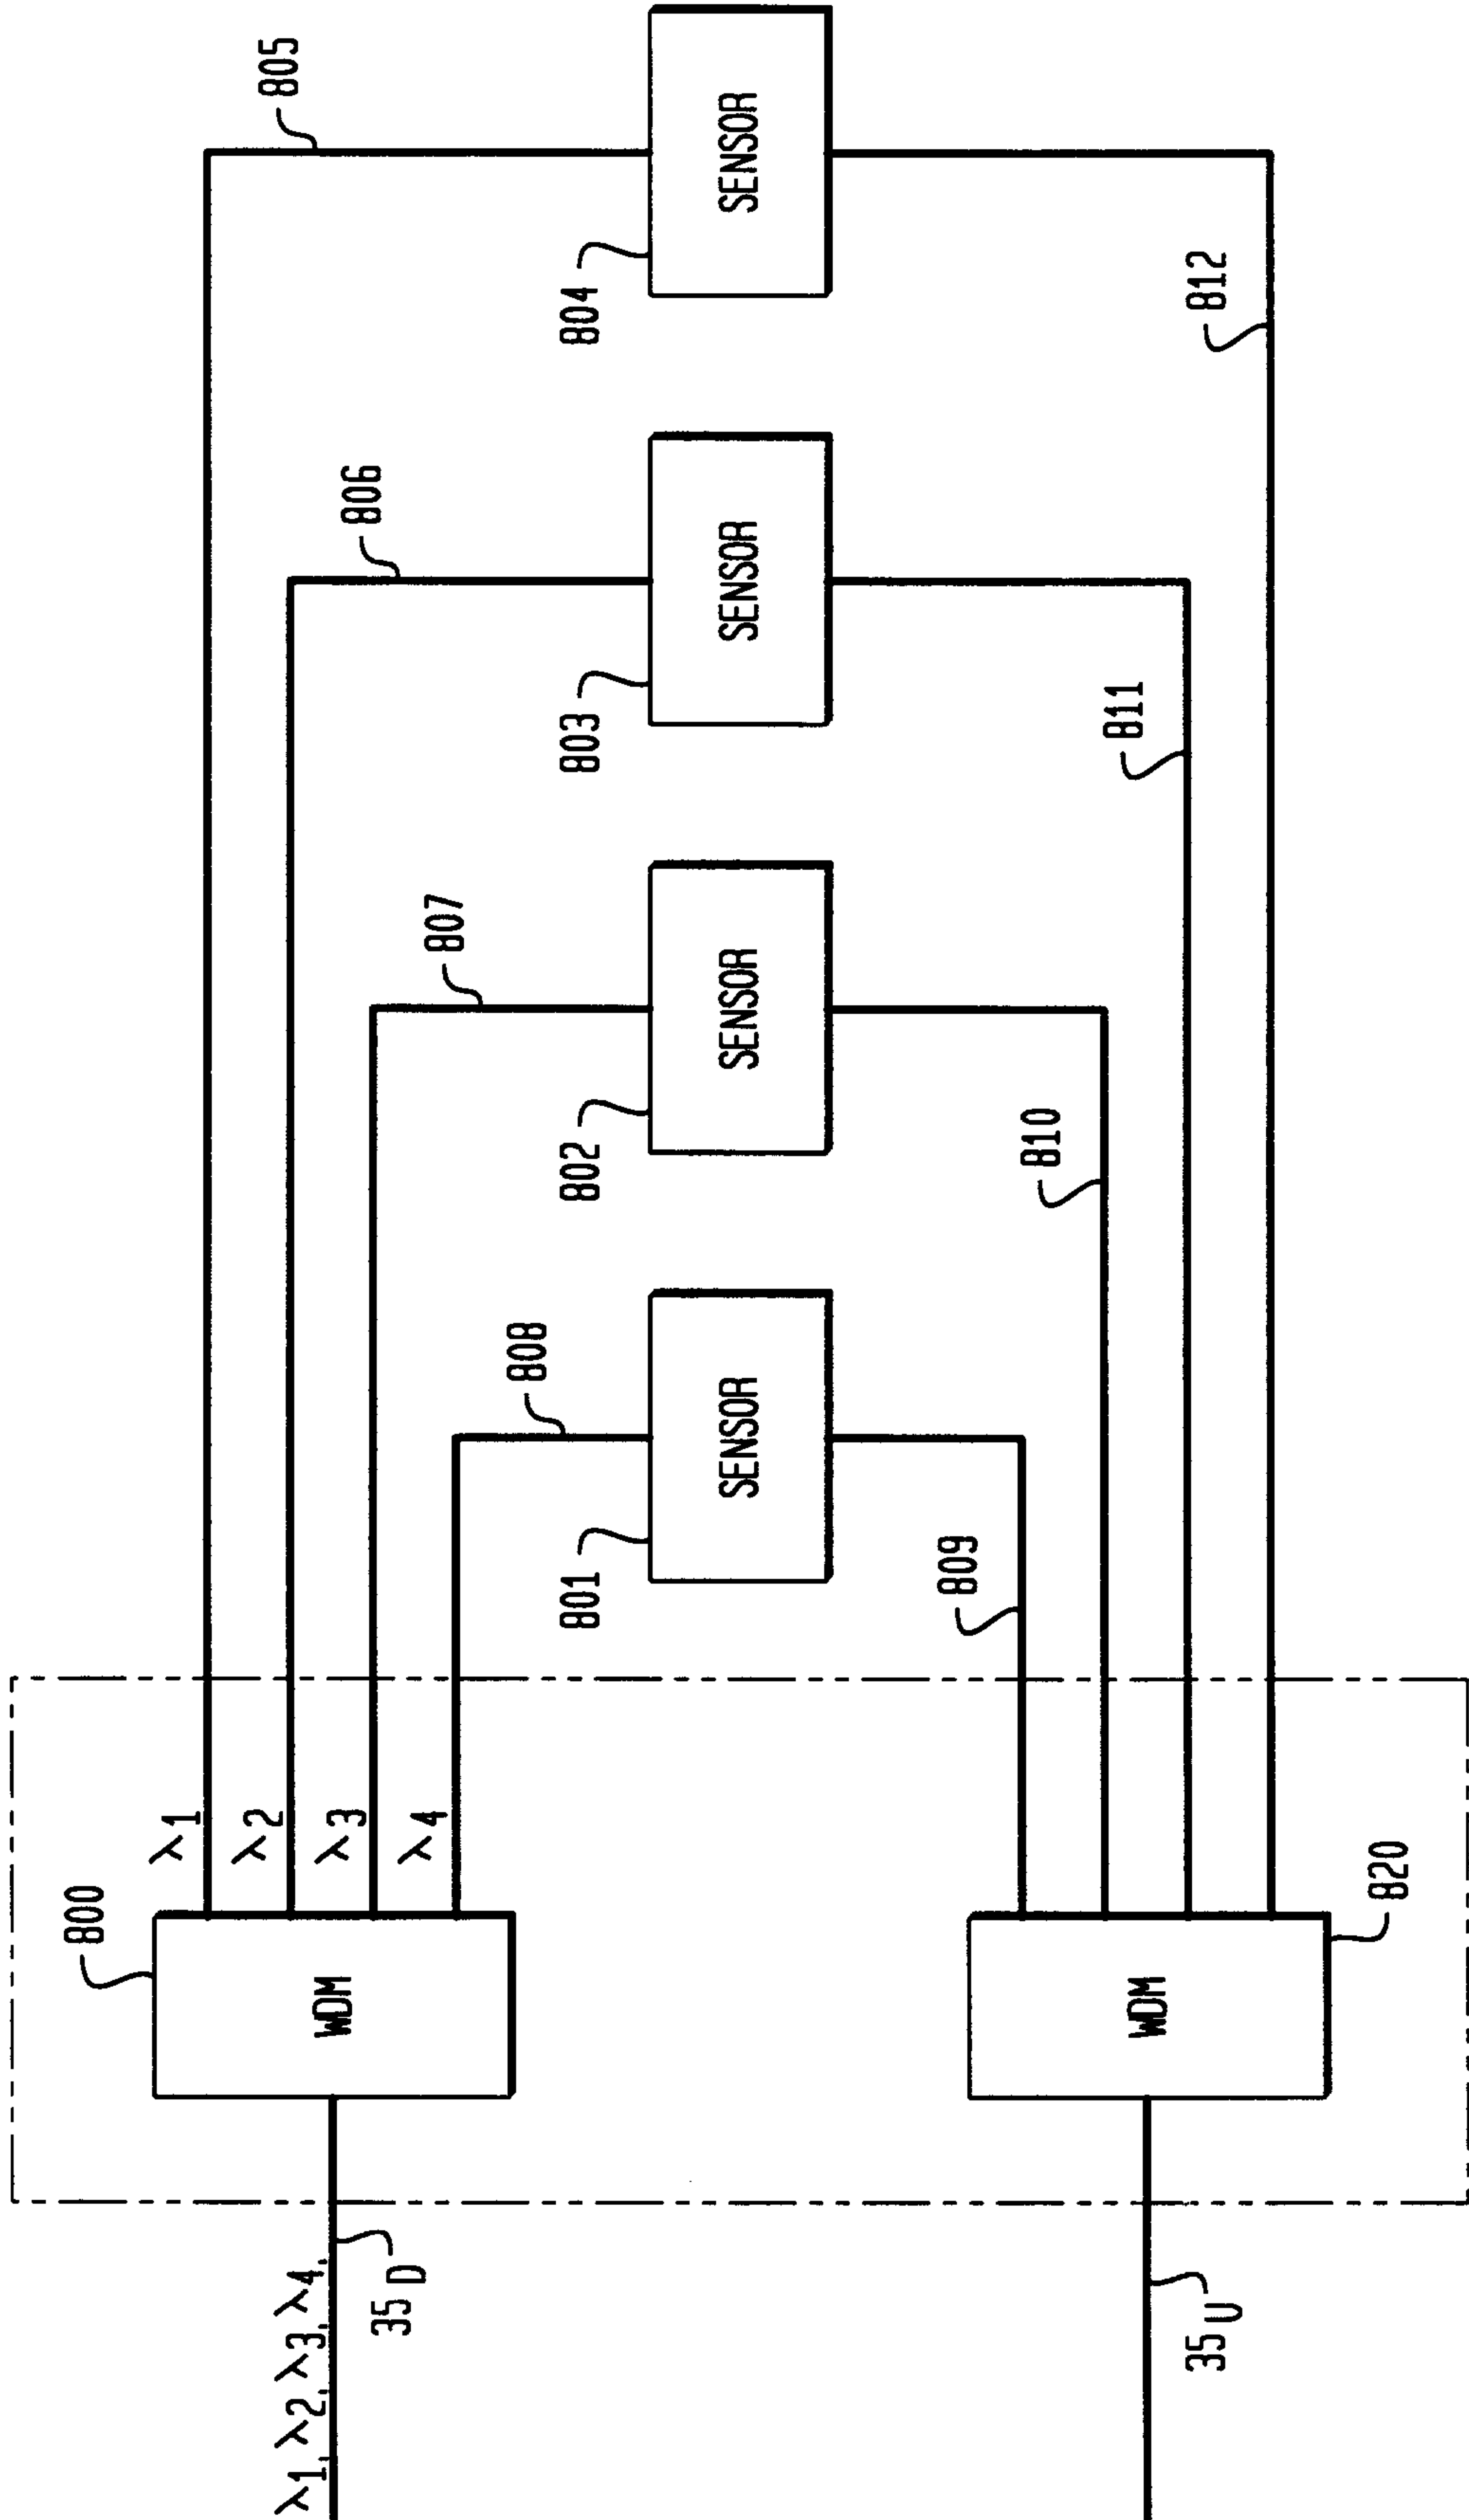 805
806
807
808
λ1
λ2
λ3
λ4
800
WDM
λ1, λ2, λ3, λ4,
35D
801
SENSOR
802
SENSOR
803
SENSOR
804
SENSOR
809
810
811
812
WDM
820
35U